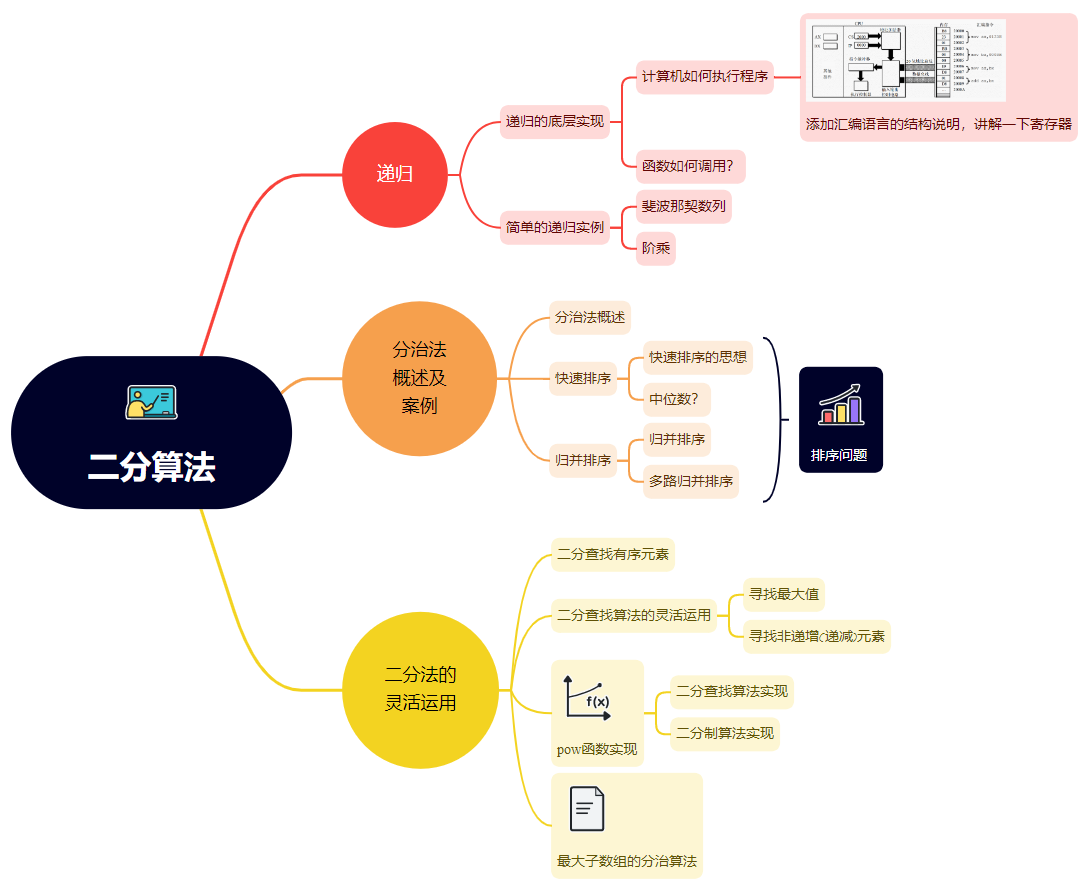 二分算法
递归
递归的底层实现
计算机如何执行程序
添加汇编语言的结构说明，讲解一下寄存器
函数如何调用?
简单的递归实例
斐波那契数列
阶乘
分治法
概述及
案例
分治法概述
快速排序
快速排序的思想
中位数?
归并排序
归并排序
多路归并排序
排序问题
二分法的
灵活运用
二分查找有序元素
二分查找算法的灵活运用
寻找最大值
寻找非递增(递减)元素
f(x)
pow函数实现
二分查找算法实现
二分制算法实现
最大子数组的分治算法